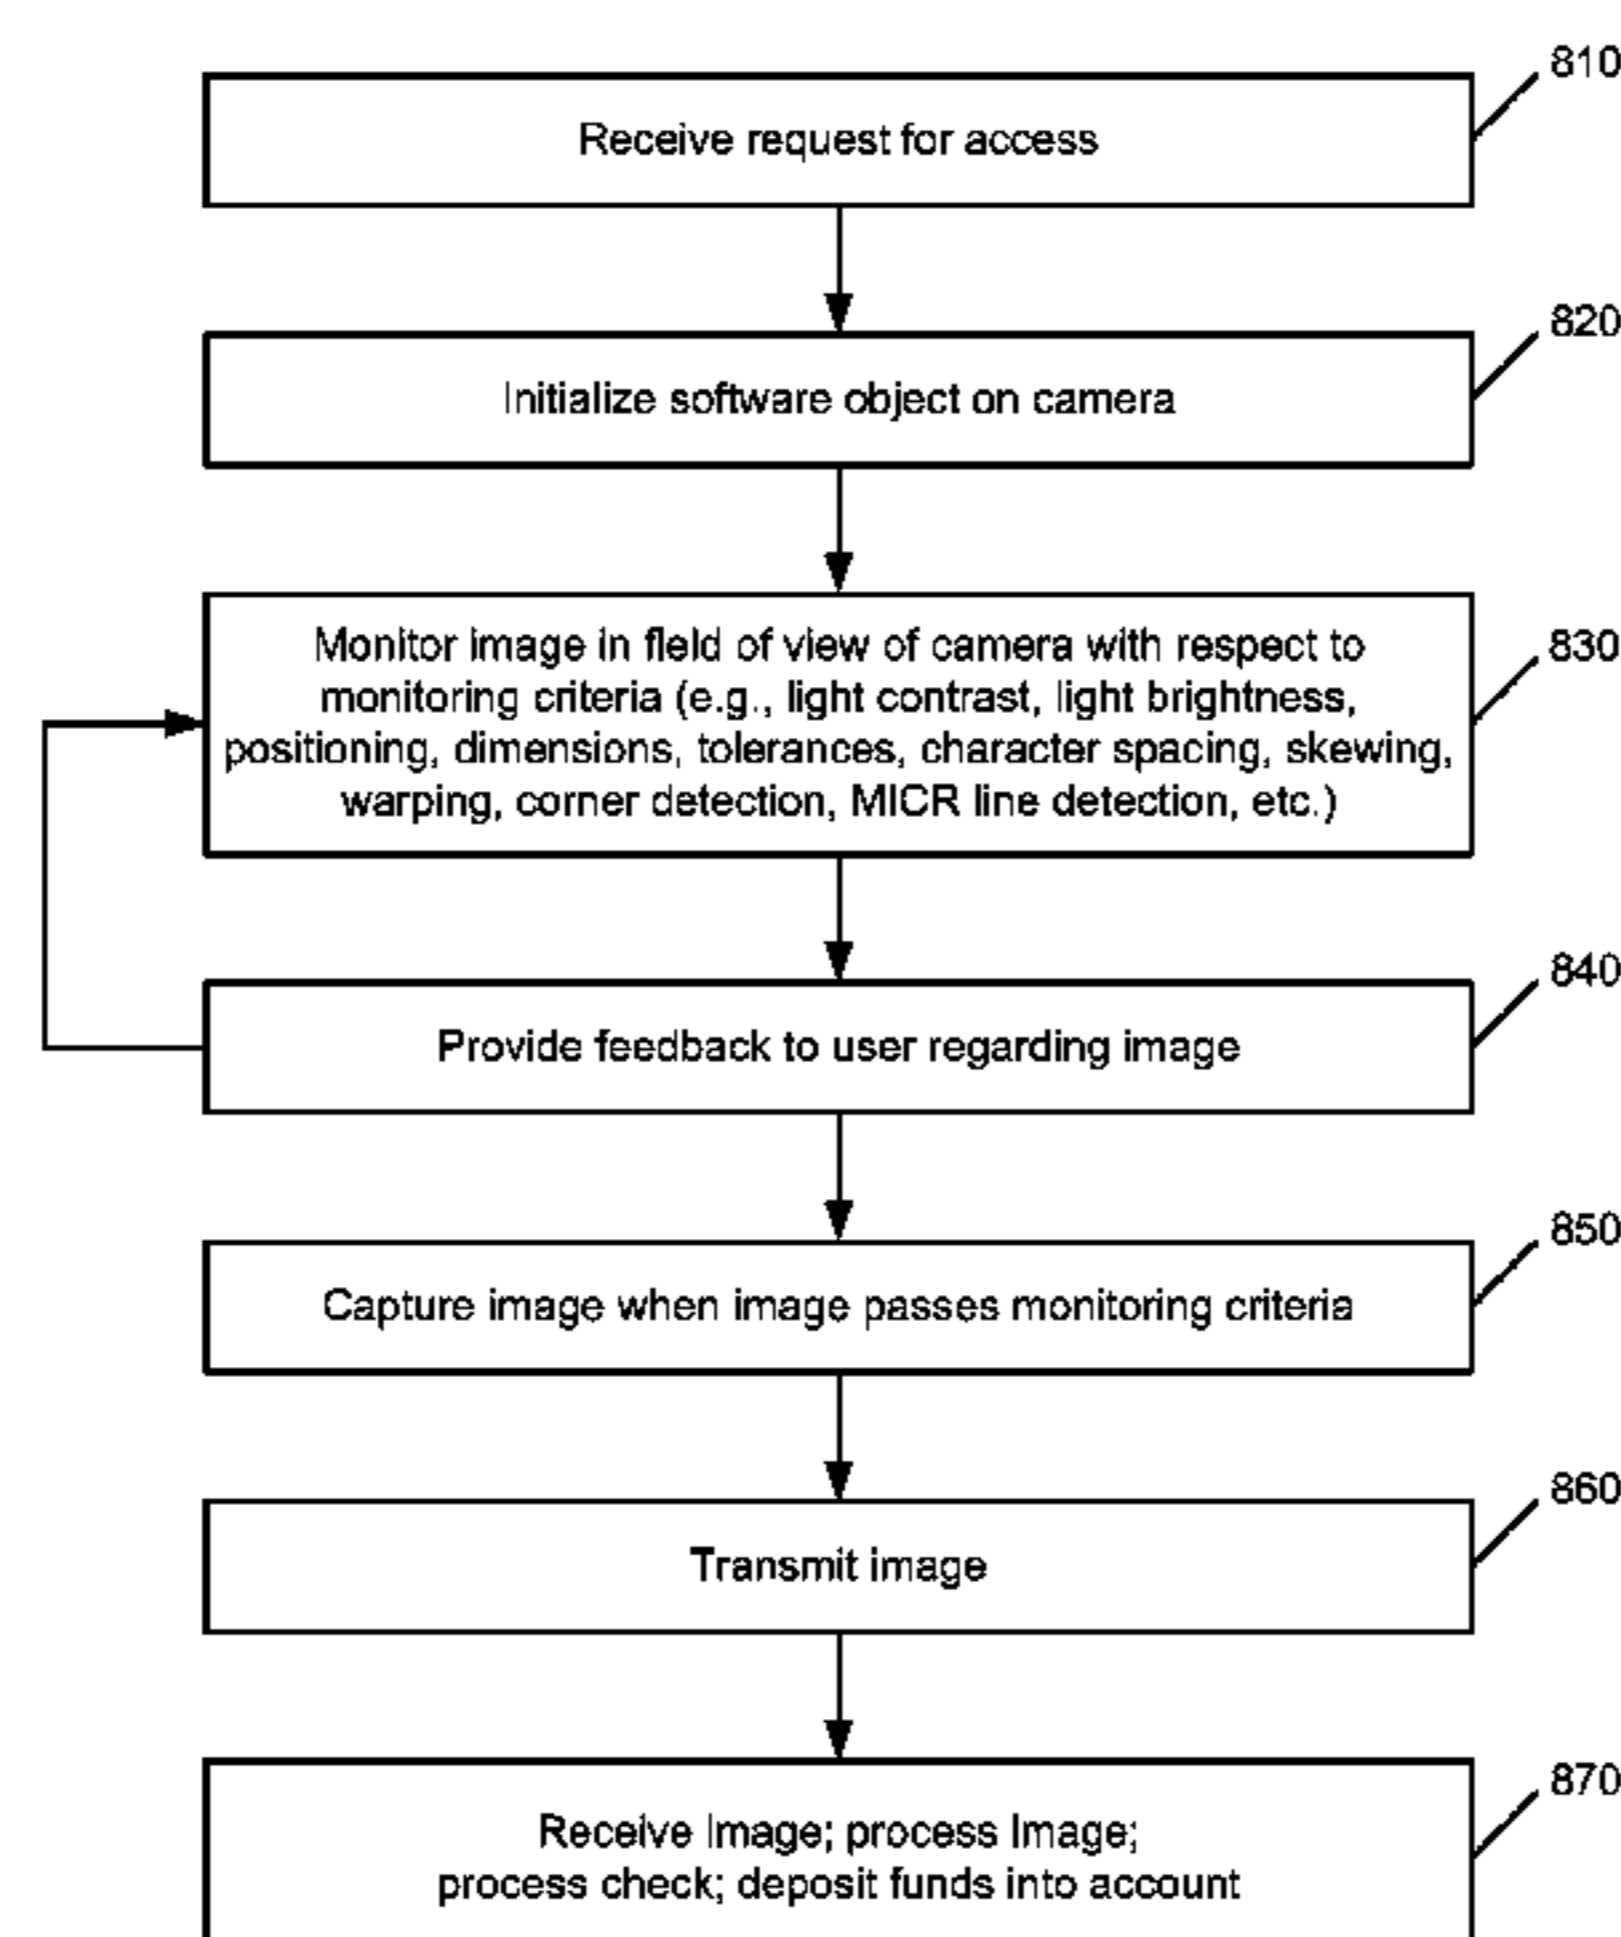 810
Receive request for access
820
Initialize software object on camera
830
Monitor image in field of view of camera with respect to
monitoring criteria (e.g., light contrast, light brightness,
positioning, dimensions, tolerances, character spacing, skewing,
warping, corner detection, MICR line detection, etc.)
840
Provide feedback to user regarding image
850
Capture image when image passes monitoring criteria
860
Transmit image
870
Receive image; process image;
process check; deposit funds into account